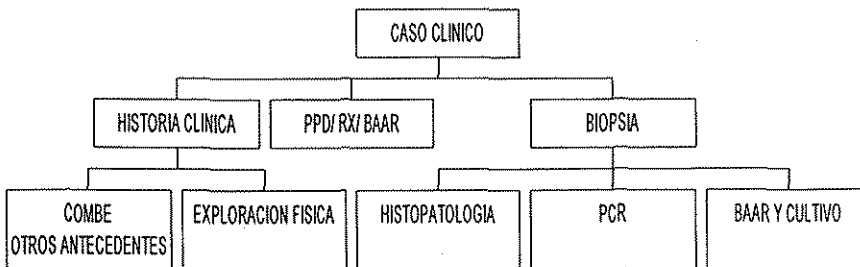 CASO CLINICO
HISTORIA CLINICA
PPD/ RX/ BAAR
BIOPSIA
COMBE
OTROS ANTECEDENTES
EXPLORACION FISICA
HISTOPATOLOGIA
PCR
BAAR Y CULTIVO